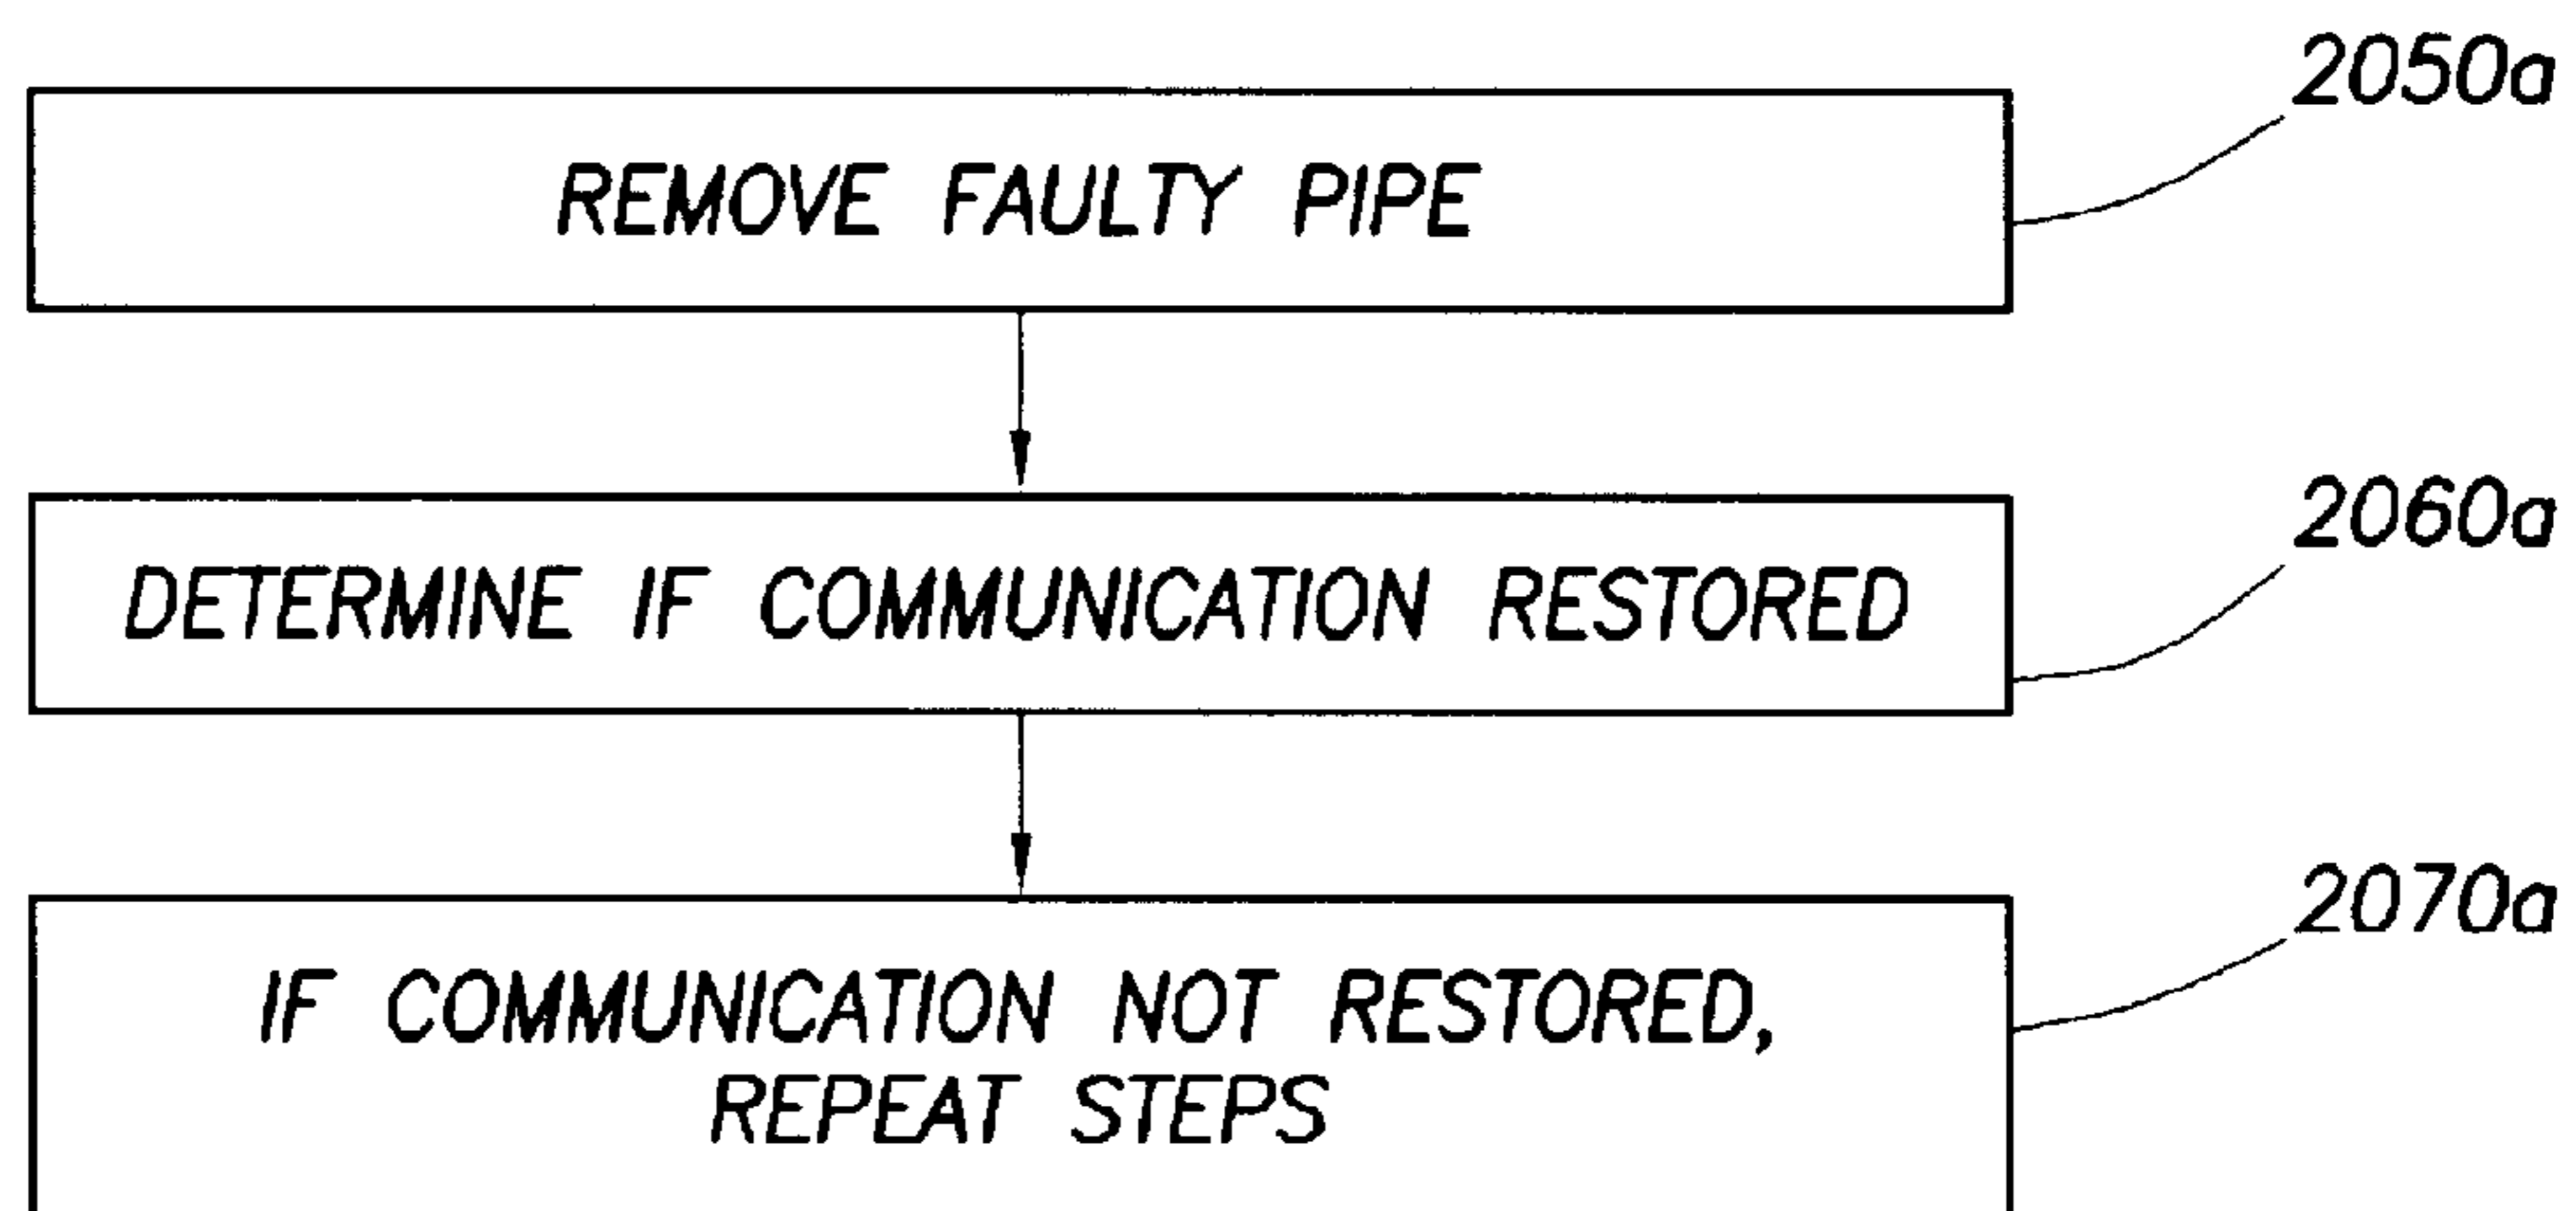 2050a
REMOVE FAULTY PIPE
2060a
DETERMINE IF COMMUNICATION RESTORED
2070a
IF COMMUNICATION NOT RESTORED,
REPEAT STEPS